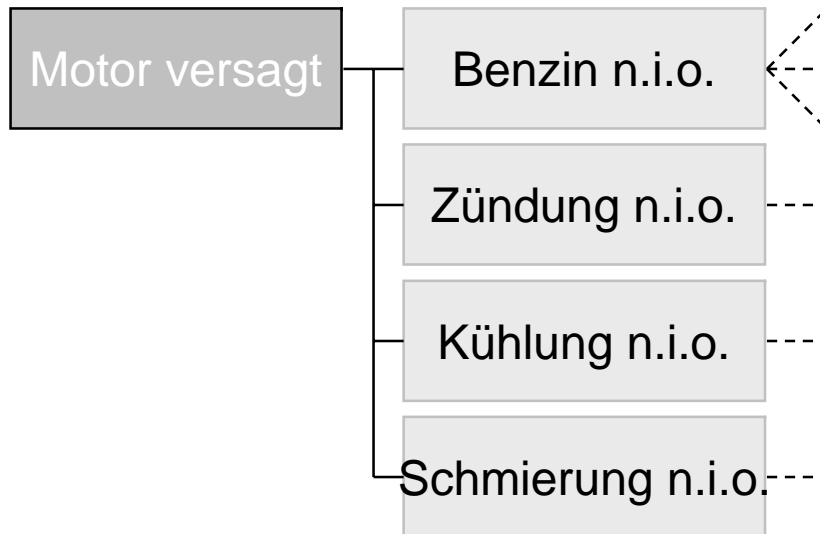 Motor versagt
Benzin n.i.o.
Zündung n.i.o.
Kühlung n.i.o.
Schmierung n.i.o.